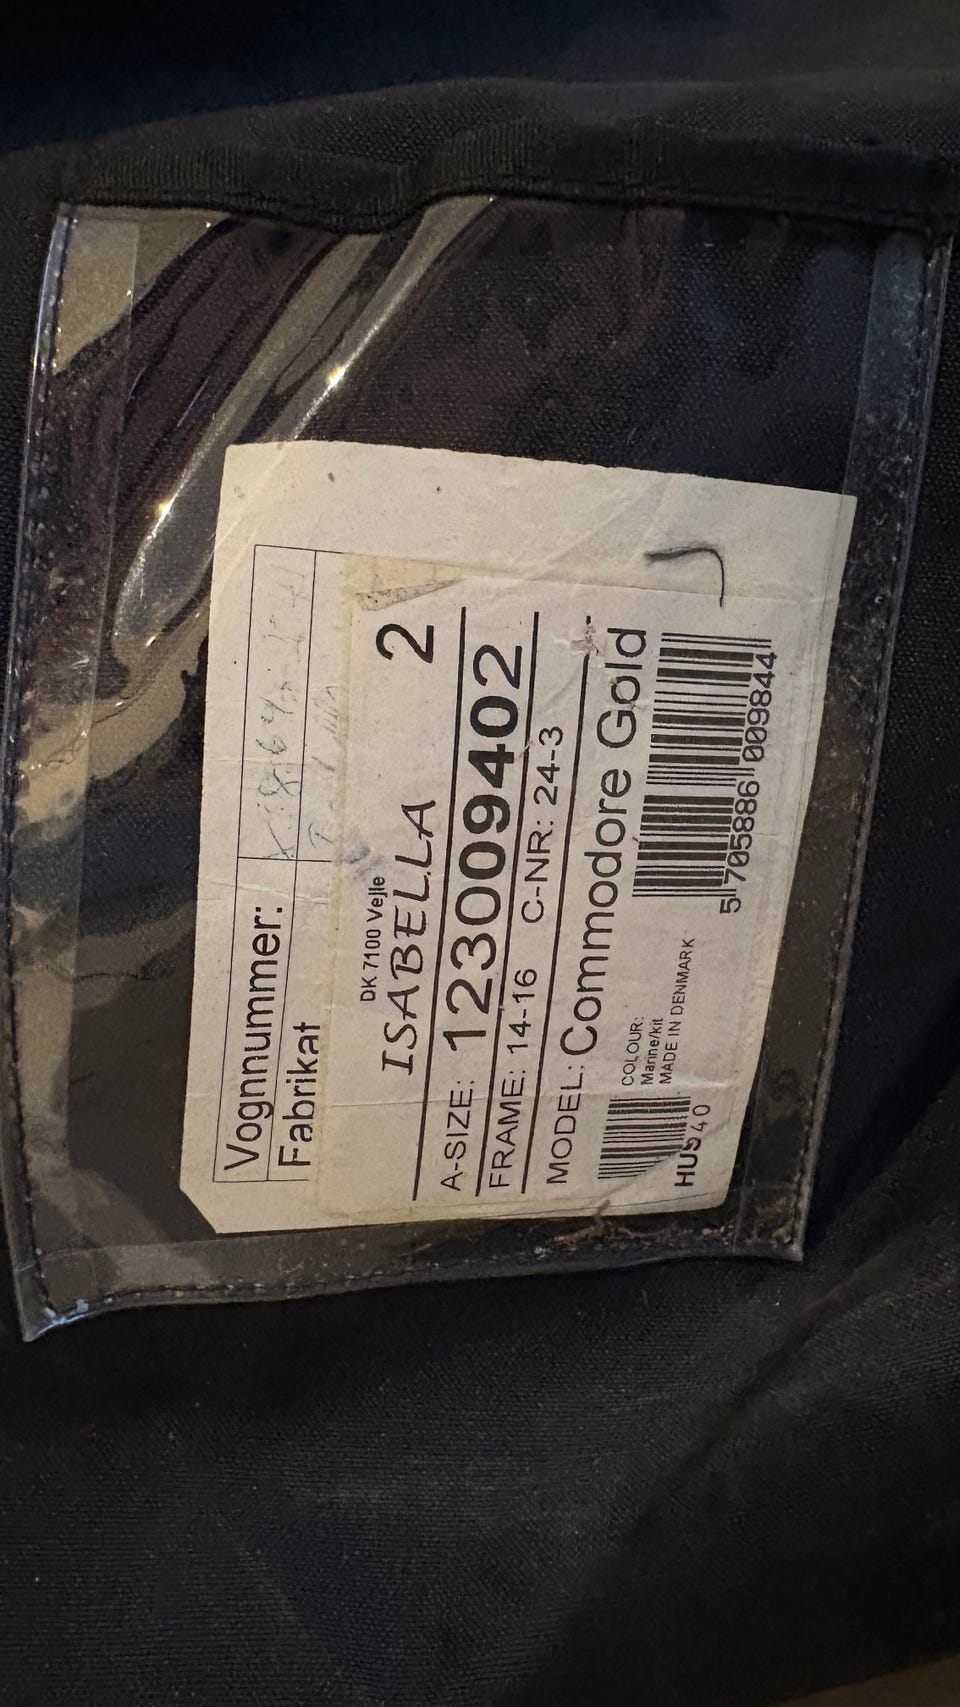 Vognnummer:
Fabrikat
DK 7100 Vejle
ISABELLA 2
A-SIZE: 123009402
FRAME: 14-16 C-NR: 24-3
MODEL: Commodore Gold
COLOUR:
Marine/kit
MADE IN DENMARK
5 705886 009844